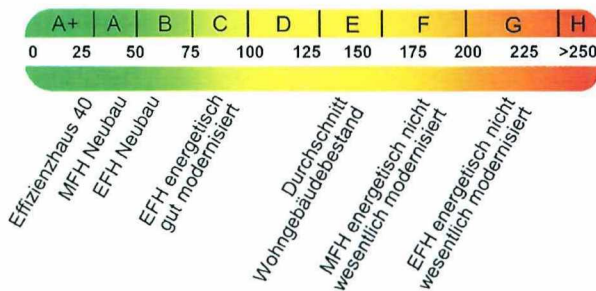 A+ A B C D E F G H
0 25 50 75 100 125 150 175 200 225 >250
Effizienzhaus 40
MFH Neubau
EFH Neubau
EFH energetisch
gut modernisiert
Durchschnitt
Wohngebäudebestand
MFH energetisch nicht
wesentlich modernisiert
EFH energetisch nicht
wesentlich modernisiert